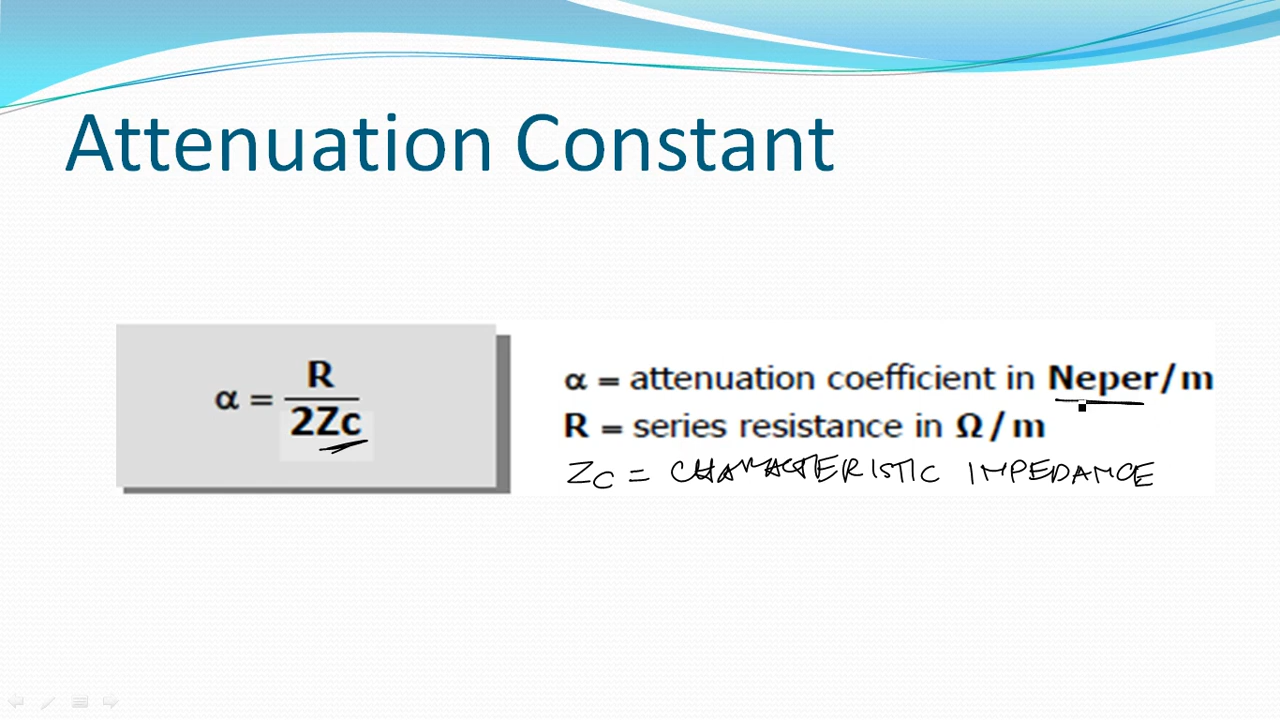 Attenuation Constant
α = R / 2Zc
α = attenuation coefficient in Neper/m
R = series resistance in Ω/m
ZC = CHARACTERISTIC IMPEDANCE